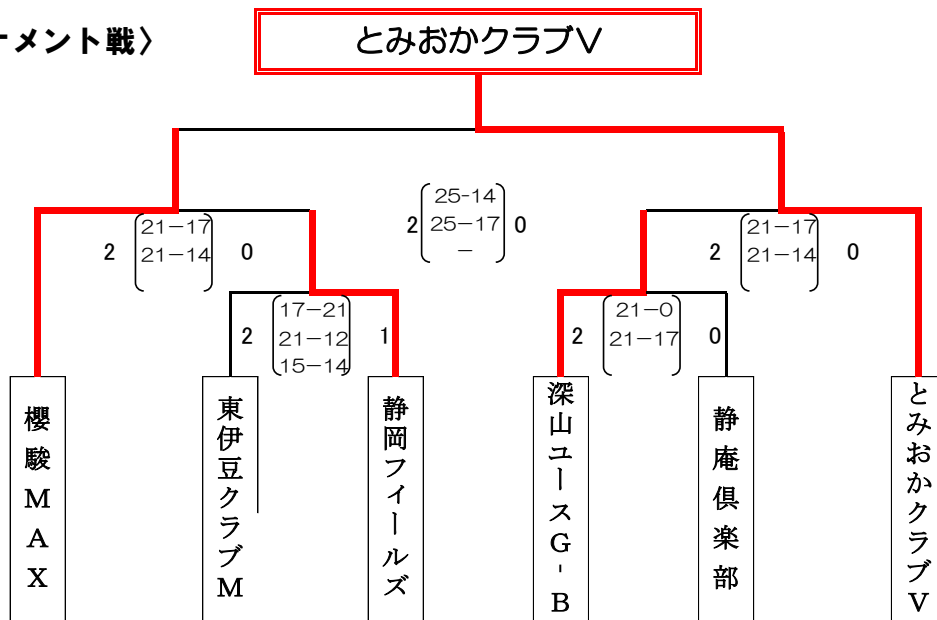 ナメント戦〉
とみおかクラブV
25-14
2 25-17 0
-
21-17
2 21-14 0
21-17
2 21-14 0
17-21
2 21-12 1
15-14
21-0
2 21-17 0
櫻駿MAX
東伊豆クラブM
静岡フィールズ
深山ユースG-B
静庵倶楽部
とみおかクラブV